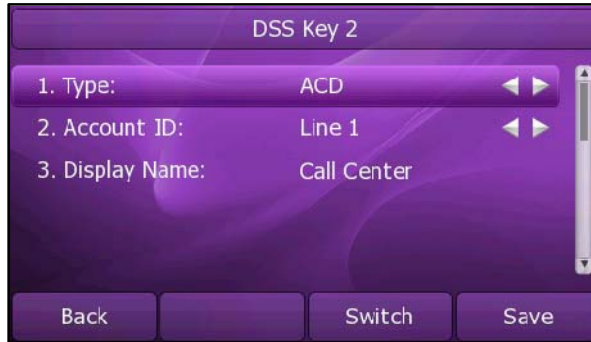 DSS Key 2
1. Type: ACD
2. Account ID: Line 1
3. Display Name: Call Center
Back Switch Save